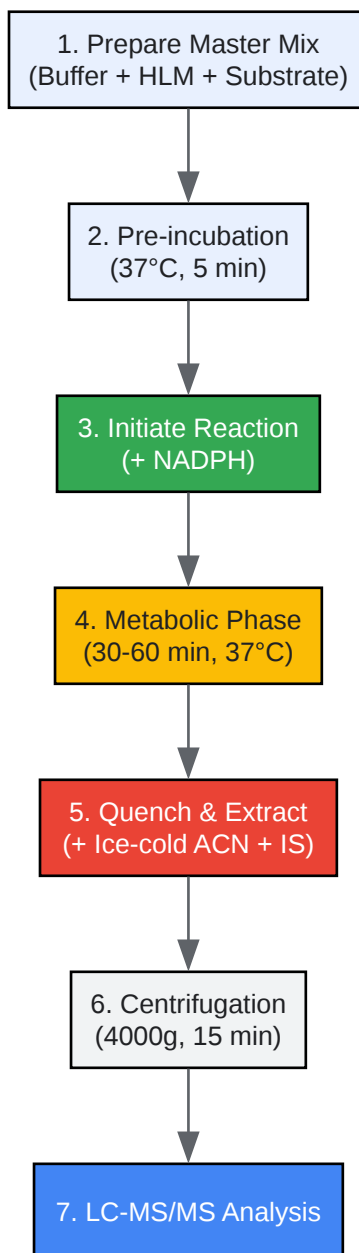 1. Prepare Master Mix
(Buffer + HLM + Substrate)
2. Pre-incubation
(37°C, 5 min)
3. Initiate Reaction
(+ NADPH)
4. Metabolic Phase
(30-60 min, 37°C)
5. Quench & Extract
(+ Ice-cold ACN + IS)
6. Centrifugation
(4000g, 15 min)
7. LC-MS/MS Analysis